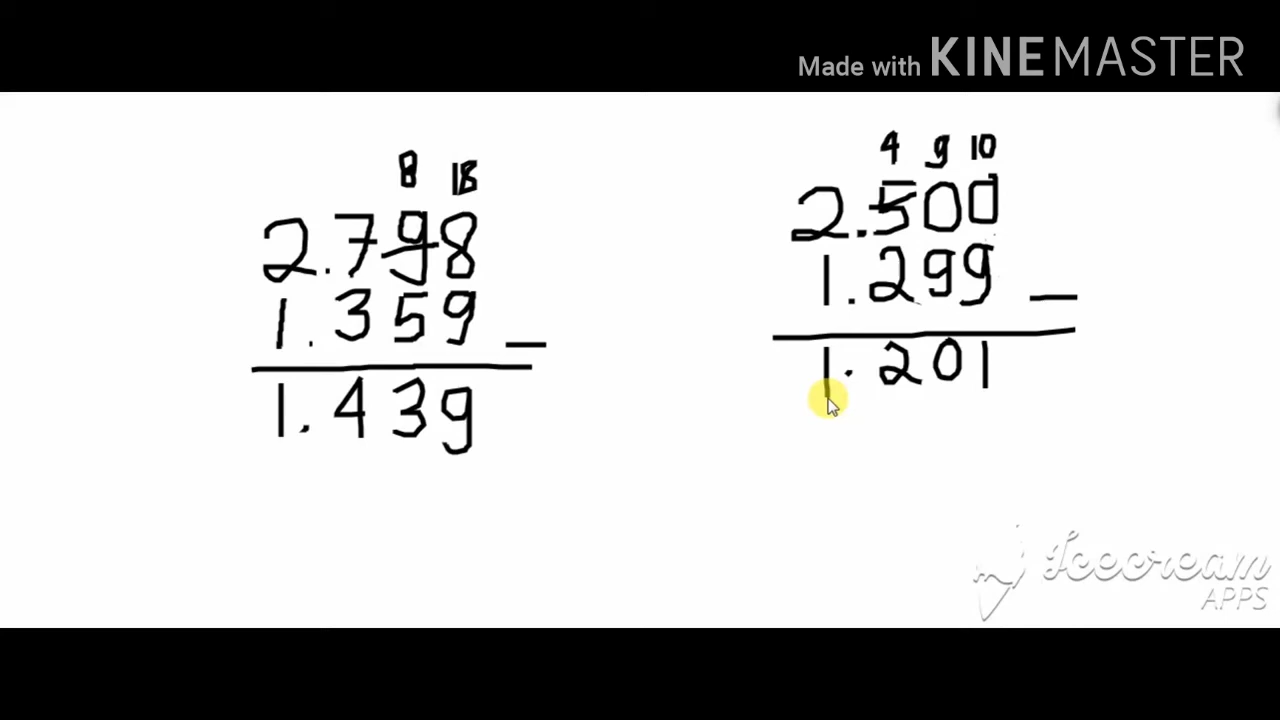 Made with KINEMASTER
8 18
2.798
1.359 –
1.439
4 9 10
2.500
1.299 –
1.201
Icecream
APPS